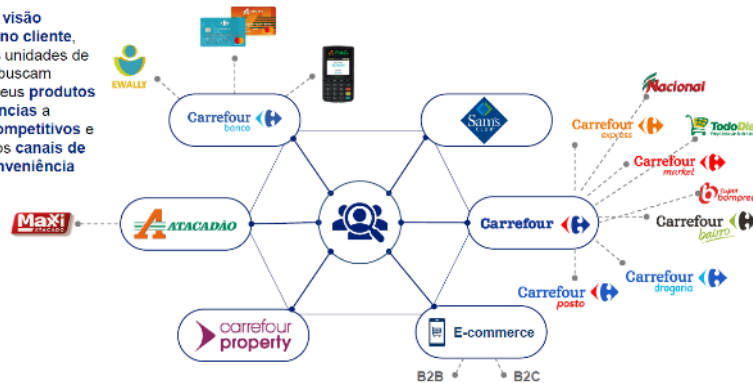 visão
no cliente,
unidades de
buscam
eus produtos
ncias a
ompetitivos e
os canais de
nveniência
EWALLY
Carrefour
banco
Sam's
CLUB
Nacional
Carrefour
express
TodoDia
Carrefour
market
Super
bompreço
Carrefour
bairro
Maxxi
ATACADO
ATACADÃO
Carrefour
Carrefour
posto
Carrefour
drogaria
carrefour
property
E-commerce
B2B
B2C